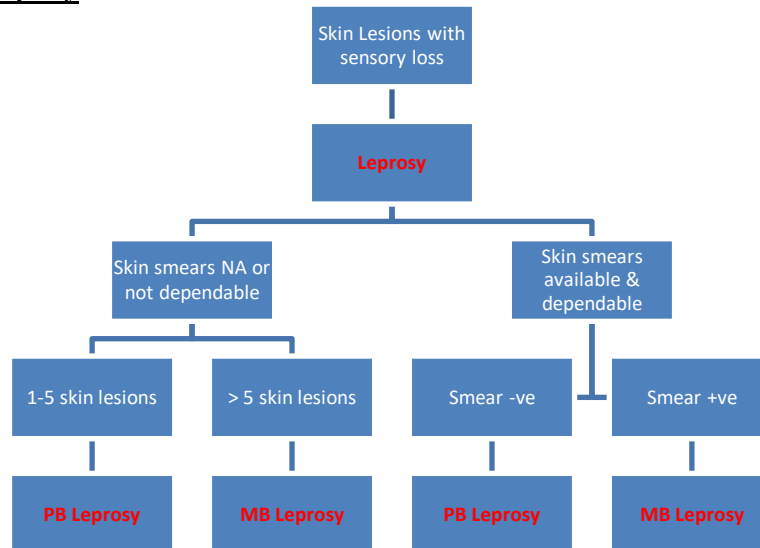 Skin Lesions with
sensory loss
Leprosy
Skin smears NA or
not dependable
Skin smears
available &
dependable
1-5 skin lesions
> 5 skin lesions
Smear -ve
Smear +ve
PB Leprosy
MB Leprosy
PB Leprosy
MB Leprosy